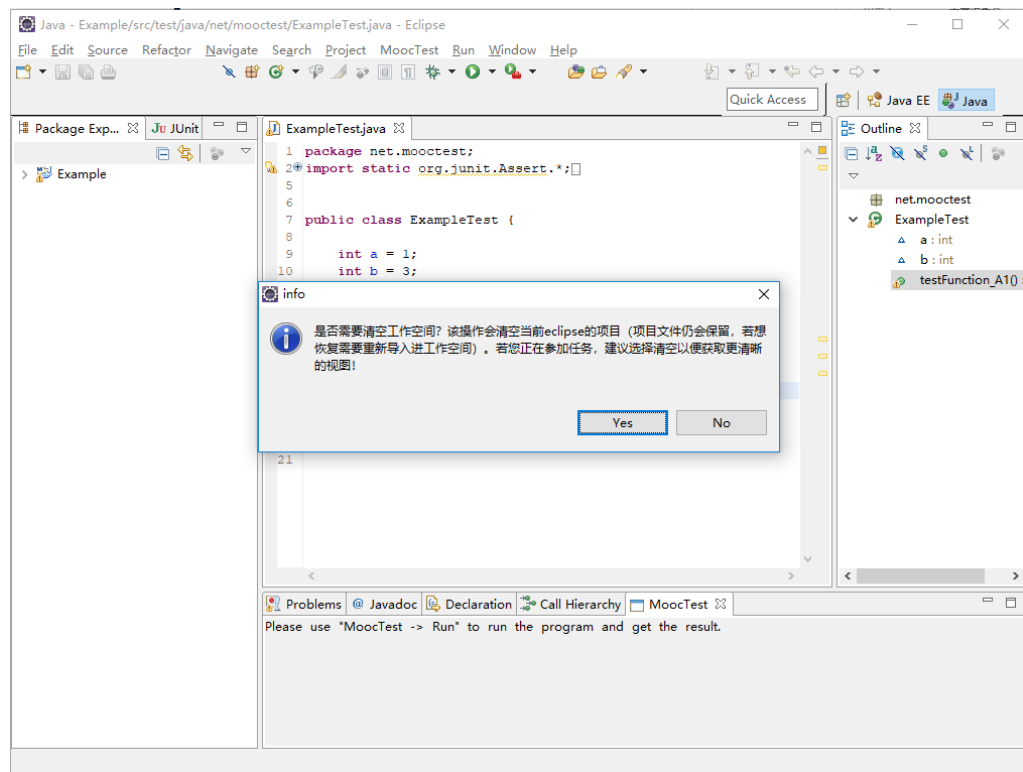 Java - Example/src/test/java/net/mooctest/ExampleTest.java - Eclipse
File Edit Source Refactor Navigate Search Project MoocTest Run Window Help
Quick Access Java EE Java
Package Exp... JUnit
Example
ExampleTest.java
1 package net.mooctest;
2 import static org.junit.Assert.*;
5
6
7 public class ExampleTest {
8
9 int a = 1;
10 int b = 3;
21
Outline
net.mooctest
ExampleTest
a : int
b : int
testFunction_A1()
info
是否需要清空工作空间？该操作会清空当前eclipse的项目（项目文件仍会保留，若想
恢复需要重新导入进工作空间）。若您正在参加任务，建议选择清空以便获取更清晰
的视图！
Yes No
Problems @ Javadoc Declaration Call Hierarchy MoocTest
Please use "MoocTest -> Run" to run the program and get the result.